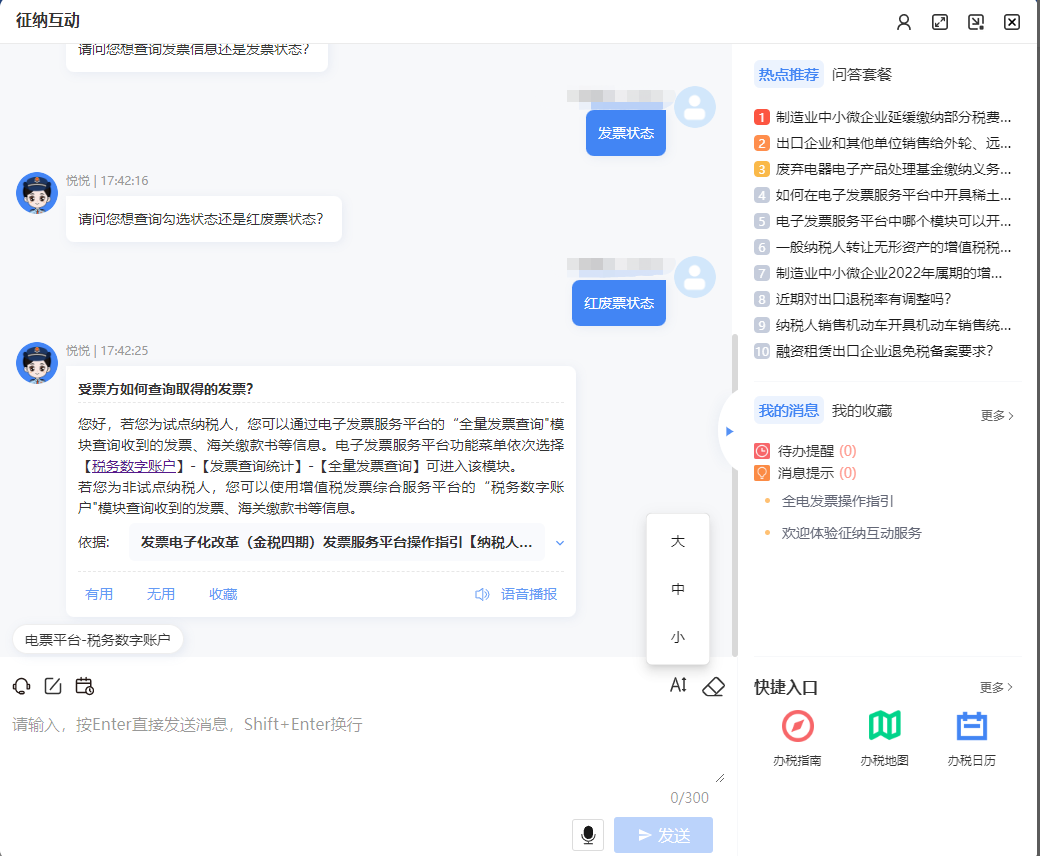 征纳互动
请问您想查询发票信息还是发票状态?
发票状态
悦悦 | 17:42:16
请问您想查询勾选状态还是红废票状态?
红废票状态
悦悦 | 17:42:25
受票方如何查询取得的发票?
您好，若您为试点纳税人，您可以通过电子发票服务平台的“全量发票查询"模
块查询收到的发票、海关缴款书等信息。电子发票服务平台功能菜单依次选择
【税务数字账户】-【发票查询统计】-【全量发票查询】可进入该模块。
若您为非试点纳税人，您可以使用增值税发票综合服务平台的“税务数字账
户"模块查询收到的发票、海关缴款书等信息。
依据: 发票电子化改革（金税四期）发票服务平台操作指引【纳税人...
有用 无用 收藏 语音播报
电票平台-税务数字账户
大
中
小
请输入，按Enter直接发送消息，Shift+Enter换行
0/300
发送
热点推荐 问答套餐
1 制造业中小微企业延缓缴纳部分税费...
2 出口企业和其他单位销售给外轮、远...
3 废弃电器电子产品处理基金缴纳义务...
4 如何在电子发票服务平台中开具稀土...
5 电子发票服务平台中哪个模块可以开...
6 一般纳税人转让无形资产的增值税税...
7 制造业中小微企业2022年属期的增...
8 近期对出口退税率有调整吗?
9 纳税人销售机动车开具机动车销售统...
10 融资租赁出口企业退免税备案要求?
我的消息 我的收藏 更多>
待办提醒 (0)
消息提示 (0)
全电发票操作指引
欢迎体验征纳互动服务
快捷入口 更多>
办税指南 办税地图 办税日历